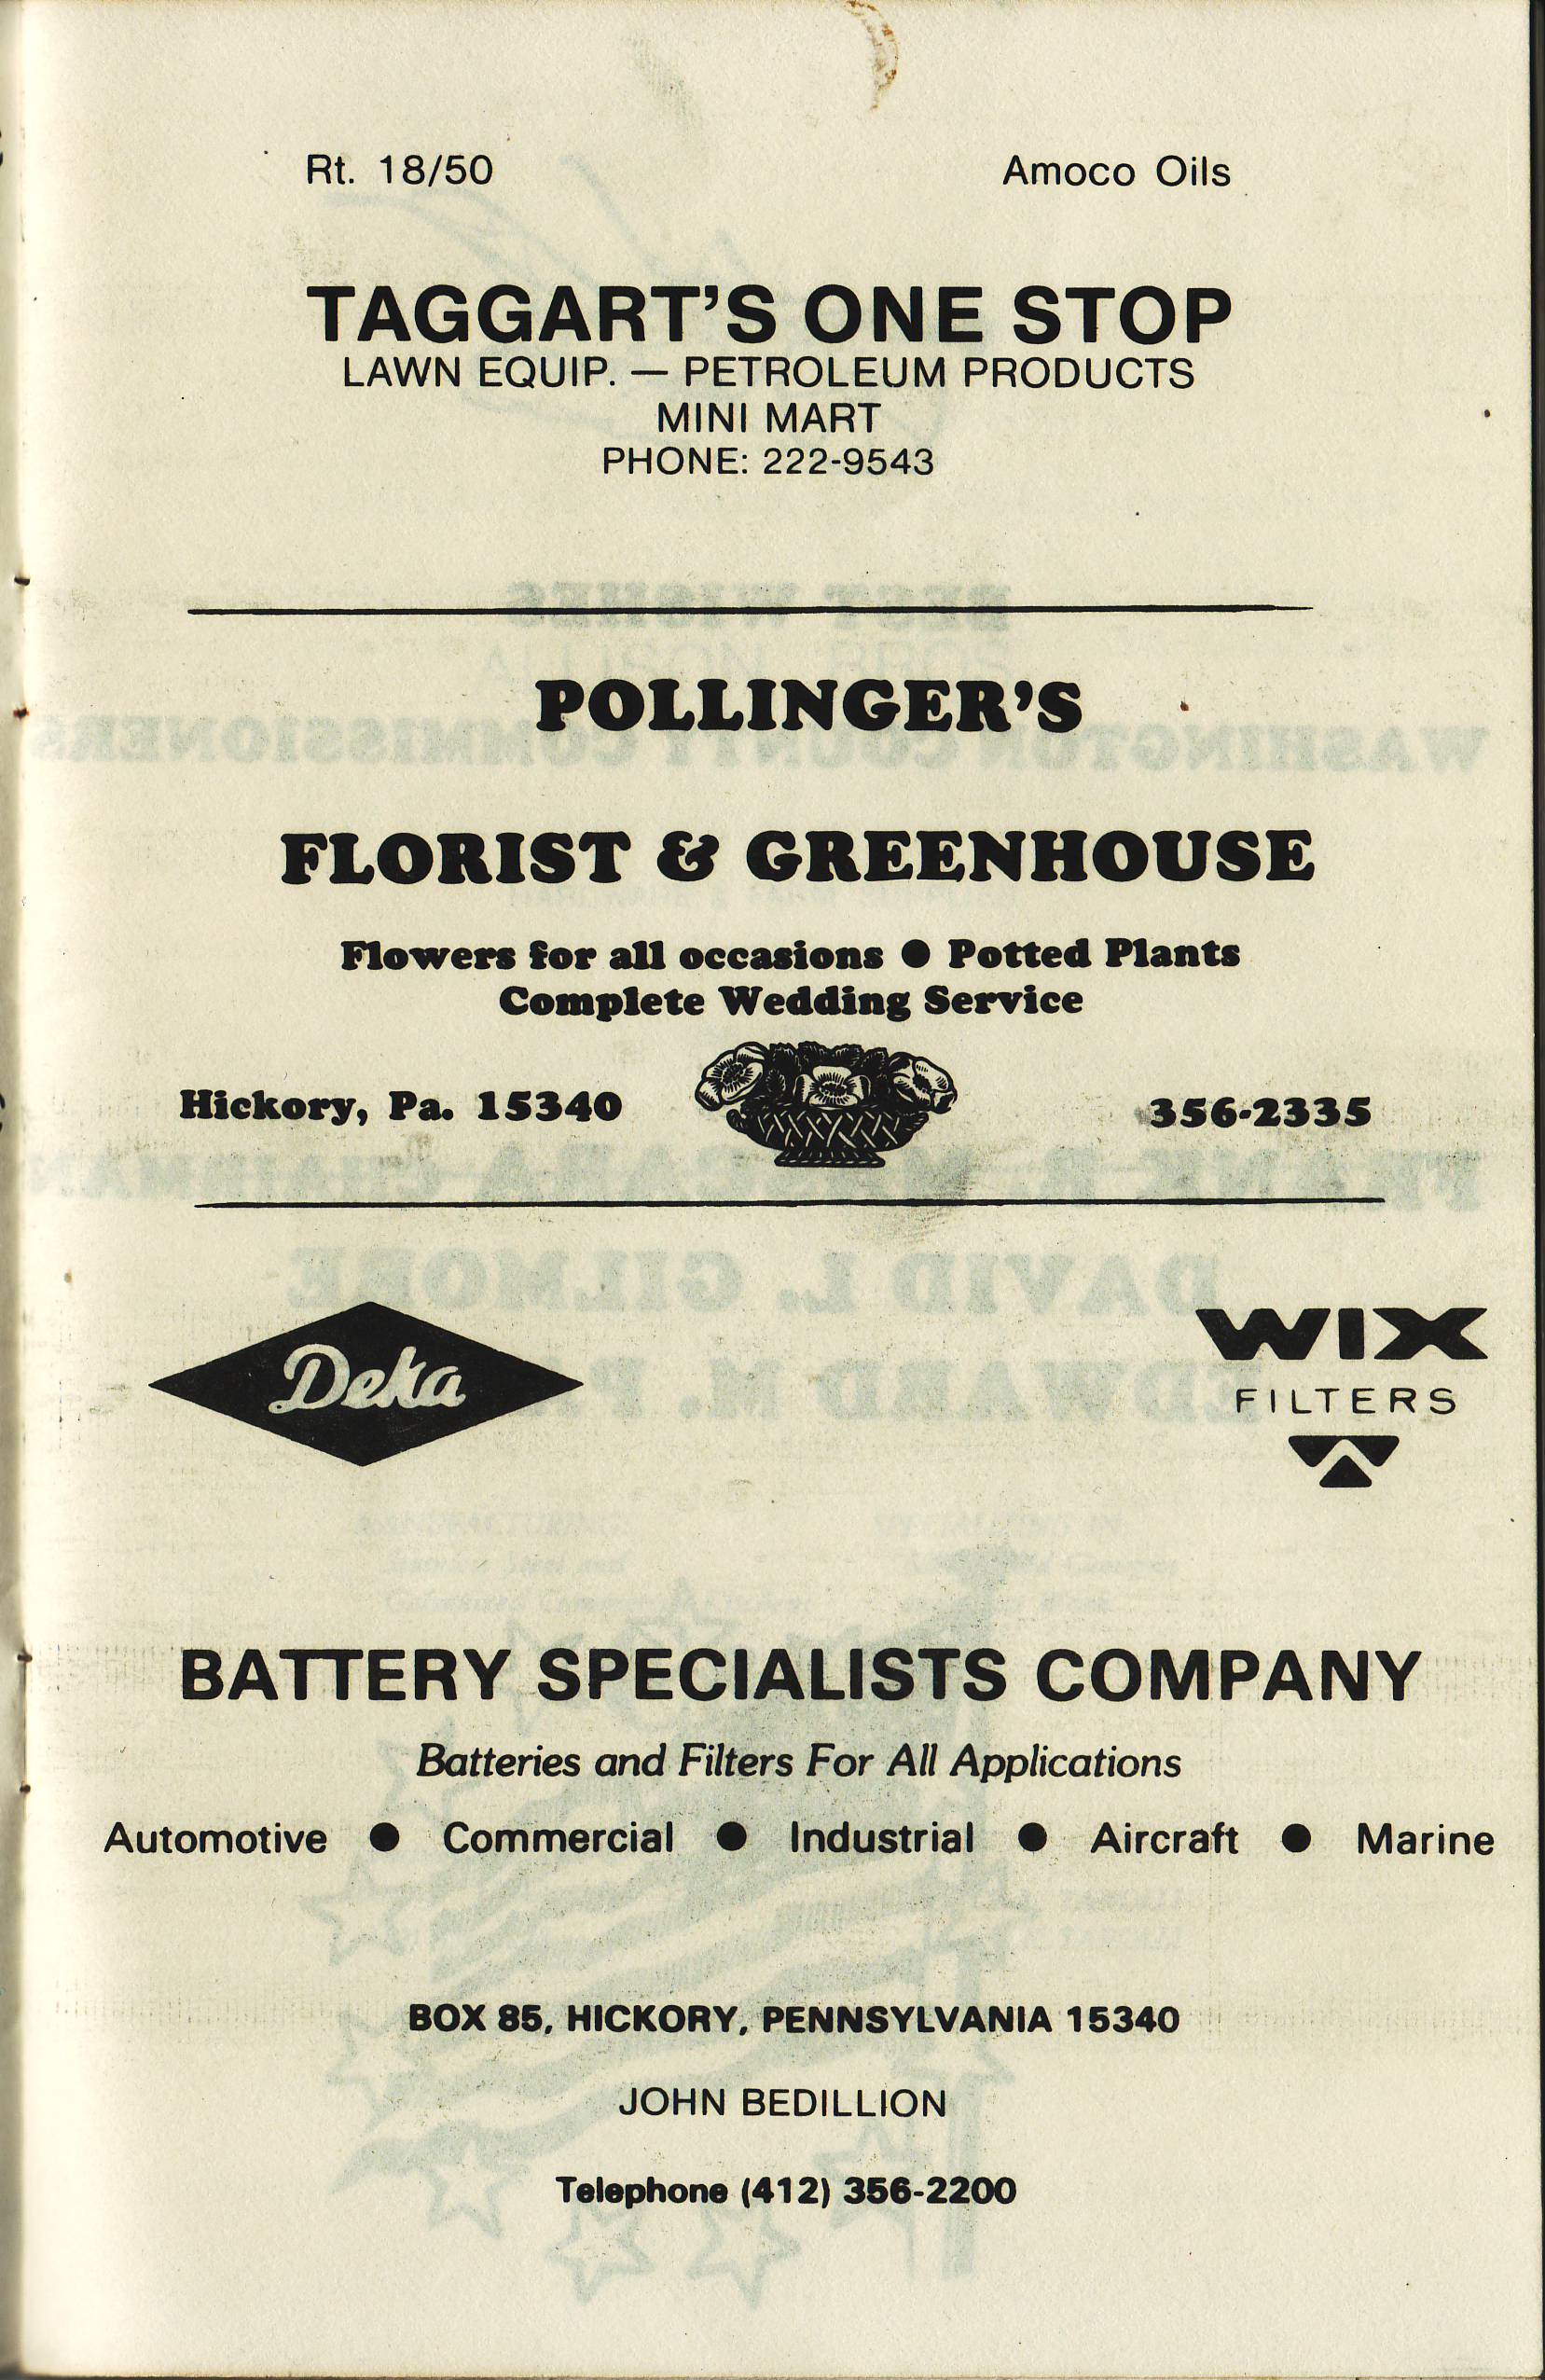 Rt. 18/50 Amoco Oils
TAGGART'S ONE STOP
LAWN EQUIP. — PETROLEUM PRODUCTS
MINI MART
PHONE: 222-9543
POLLINGER'S
FLORIST & GREENHOUSE
Flowers for all occasions ● Potted Plants
Complete Wedding Service
Hickory, Pa. 15340 356-2335
Deka
WIX
FILTERS
BATTERY SPECIALISTS COMPANY
Batteries and Filters For All Applications
Automotive ● Commercial ● Industrial ● Aircraft ● Marine
BOX 85, HICKORY, PENNSYLVANIA 15340
JOHN BEDILLION
Telephone (412) 356-2200